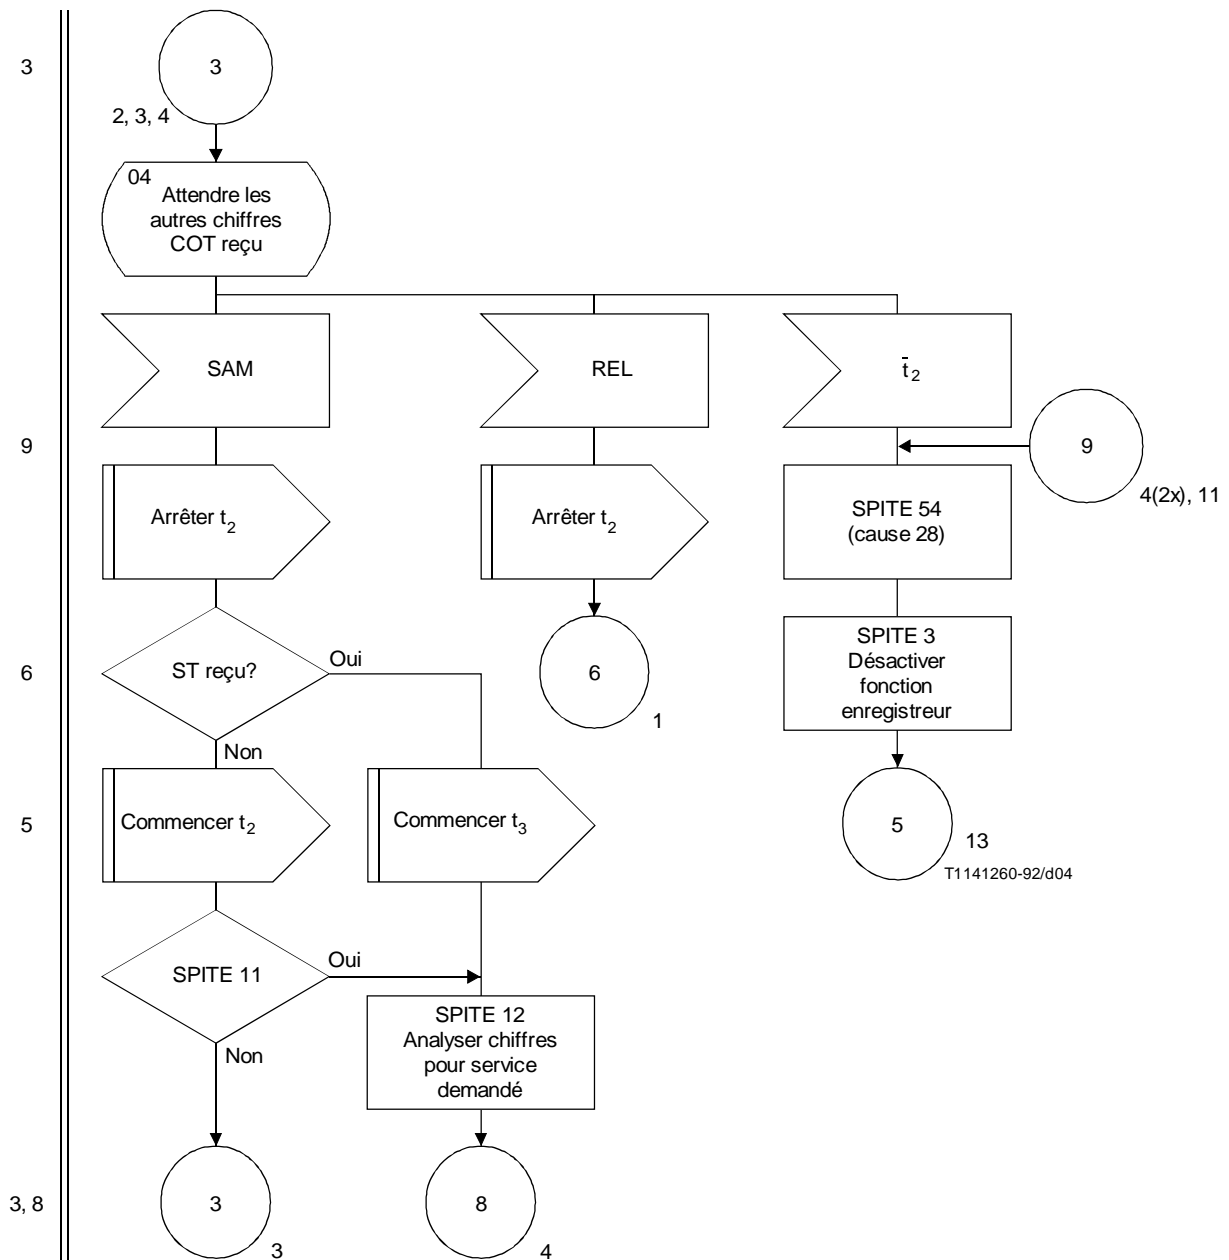 3
3
2, 3, 4
04
Attendre les
autres chiffres
COT reçu
SAM
REL
t̄2
9
9
4(2x), 11
Arrêter t2
Arrêter t2
SPITE 54
(cause 28)
6
ST reçu?
Oui
Non
6
1
SPITE 3
Désactiver
fonction
enregistreur
5
Commencer t2
Commencer t3
5
13
T1141260-92/d04
SPITE 11
Oui
Non
SPITE 12
Analyser chiffres
pour service
demandé
3, 8
3
3
8
4